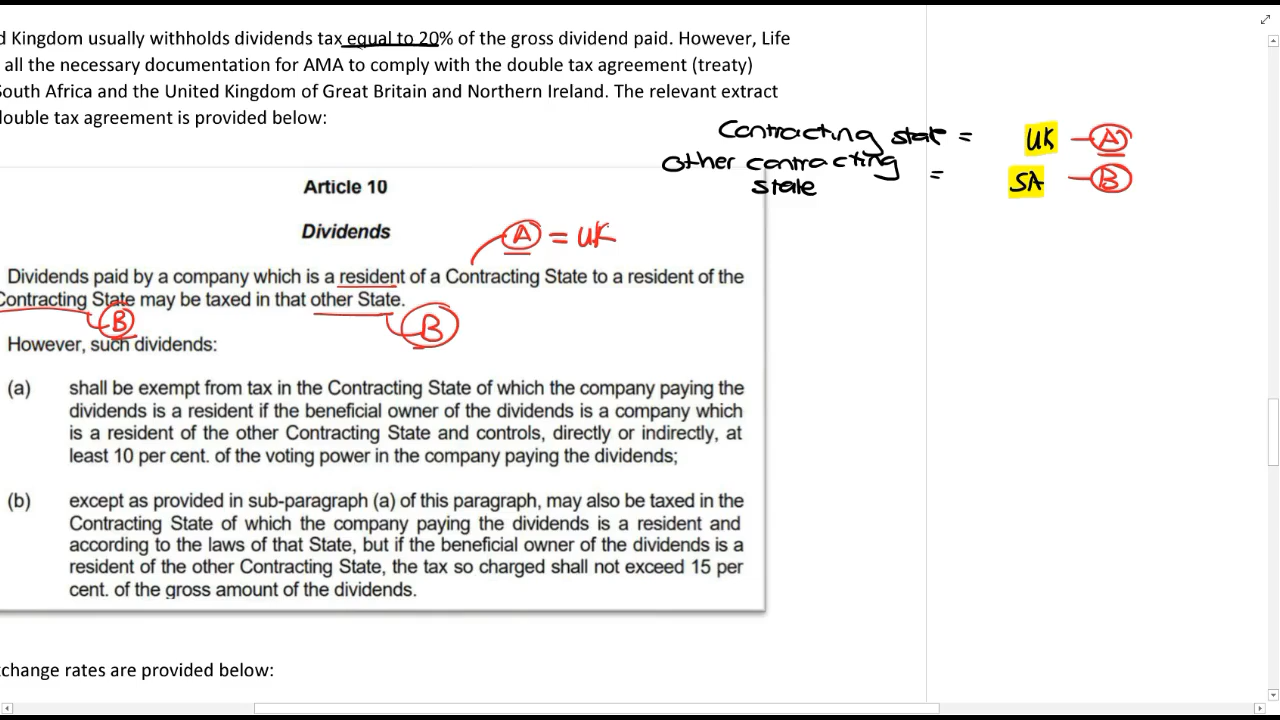 d Kingdom usually withholds dividends tax equal to 20% of the gross dividend paid. However, Life
all the necessary documentation for AMA to comply with the double tax agreement (treaty)
South Africa and the United Kingdom of Great Britain and Northern Ireland. The relevant extract
double tax agreement is provided below:
Contracting state = UK A
Other contracting state = SA B
Article 10
Dividends
A = UK
Dividends paid by a company which is a resident of a Contracting State to a resident of the
Contracting State may be taxed in that other State.
B B
However, such dividends:
(a) shall be exempt from tax in the Contracting State of which the company paying the
dividends is a resident if the beneficial owner of the dividends is a company which
is a resident of the other Contracting State and controls, directly or indirectly, at
least 10 per cent. of the voting power in the company paying the dividends;
(b) except as provided in sub-paragraph (a) of this paragraph, may also be taxed in the
Contracting State of which the company paying the dividends is a resident and
according to the laws of that State, but if the beneficial owner of the dividends is a
resident of the other Contracting State, the tax so charged shall not exceed 15 per
cent. of the gross amount of the dividends.
xchange rates are provided below: